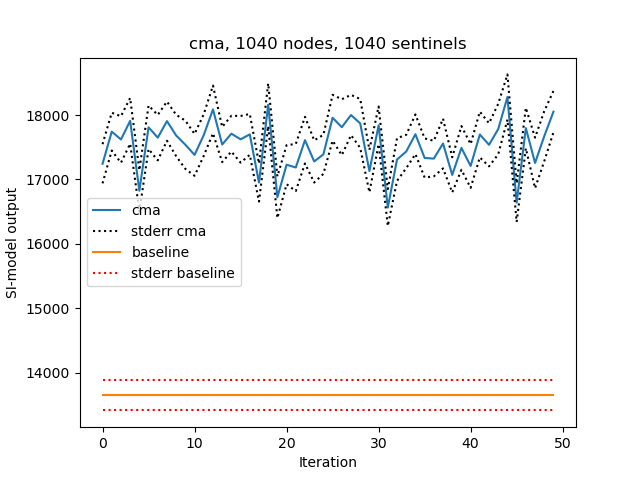 cma, 1040 nodes, 1040 sentinels
SI-model output
18000
17000
16000
15000
14000
cma
stderr cma
baseline
stderr baseline
0
10
20
30
40
50
Iteration